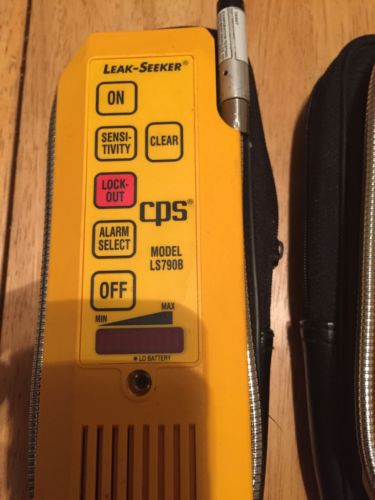 LEAK-SEEKER®
ON
SENSI-
TIVITY
CLEAR
LOCK-
OUT
cps®
ALARM
SELECT
MODEL
LS790B
OFF
MIN
MAX
LO BATTERY